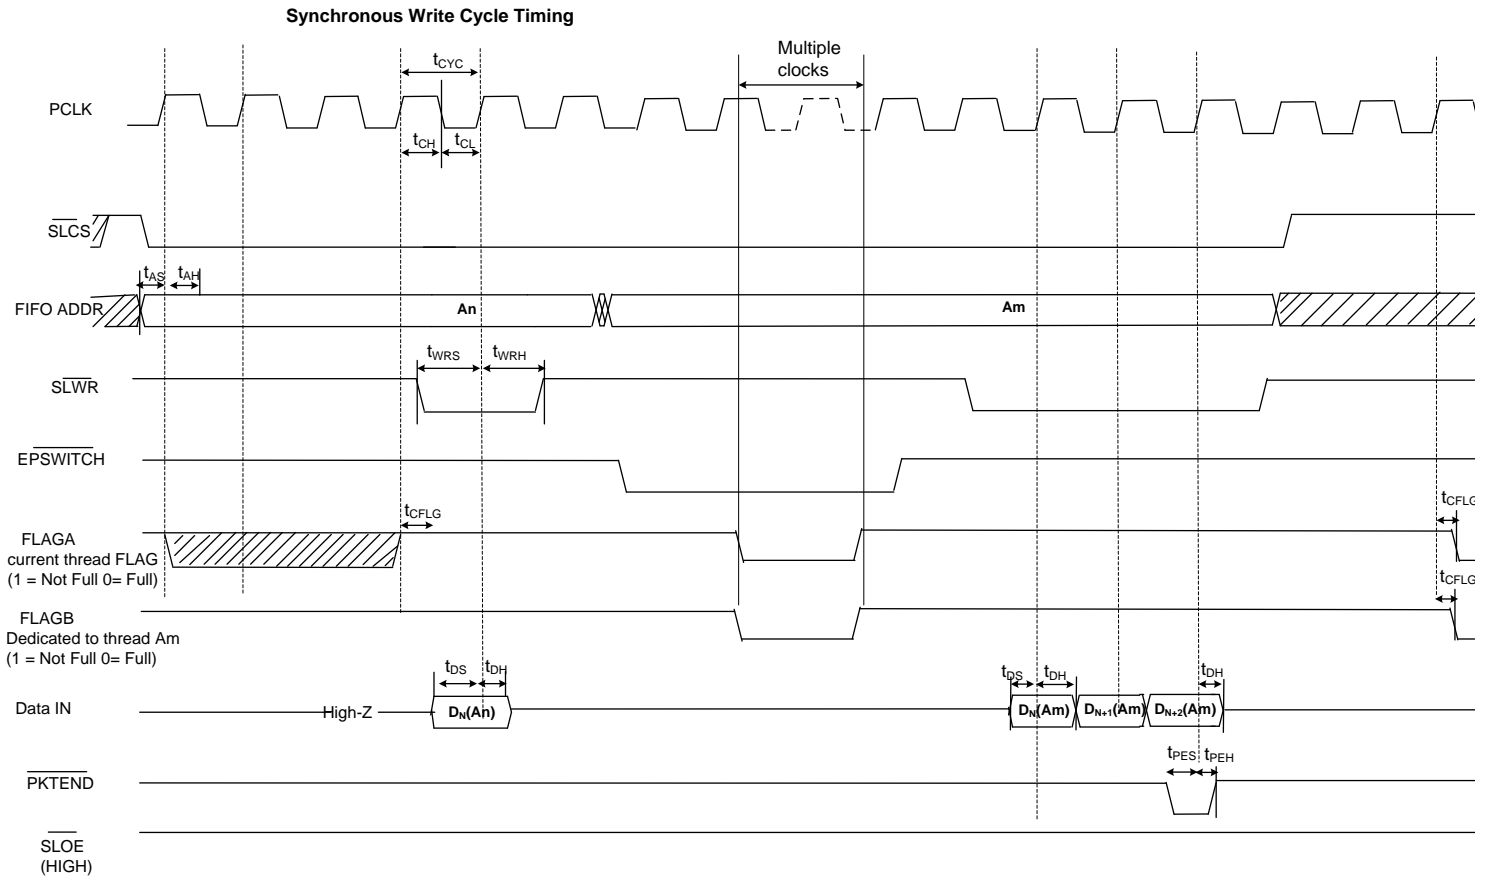 Synchronous Write Cycle Timing
Multiple
clocks
tCYC
PCLK
tCH
tCL
SLCS
tAS
tAH
FIFO ADDR
An
Am
tWRS
tWRH
SLWR
EPSWITCH
tCFLG
tCFLG
FLAGA
current thread FLAG
(1 = Not Full 0= Full)
tCFLG
FLAGB
Dedicated to thread Am
(1 = Not Full 0= Full)
tDS
tDH
tDS
tDH
tDH
Data IN
High-Z
DN(An)
DN(Am)
DN+1(Am)
DN+2(Am)
tPES
tPEH
PKTEND
SLOE
(HIGH)